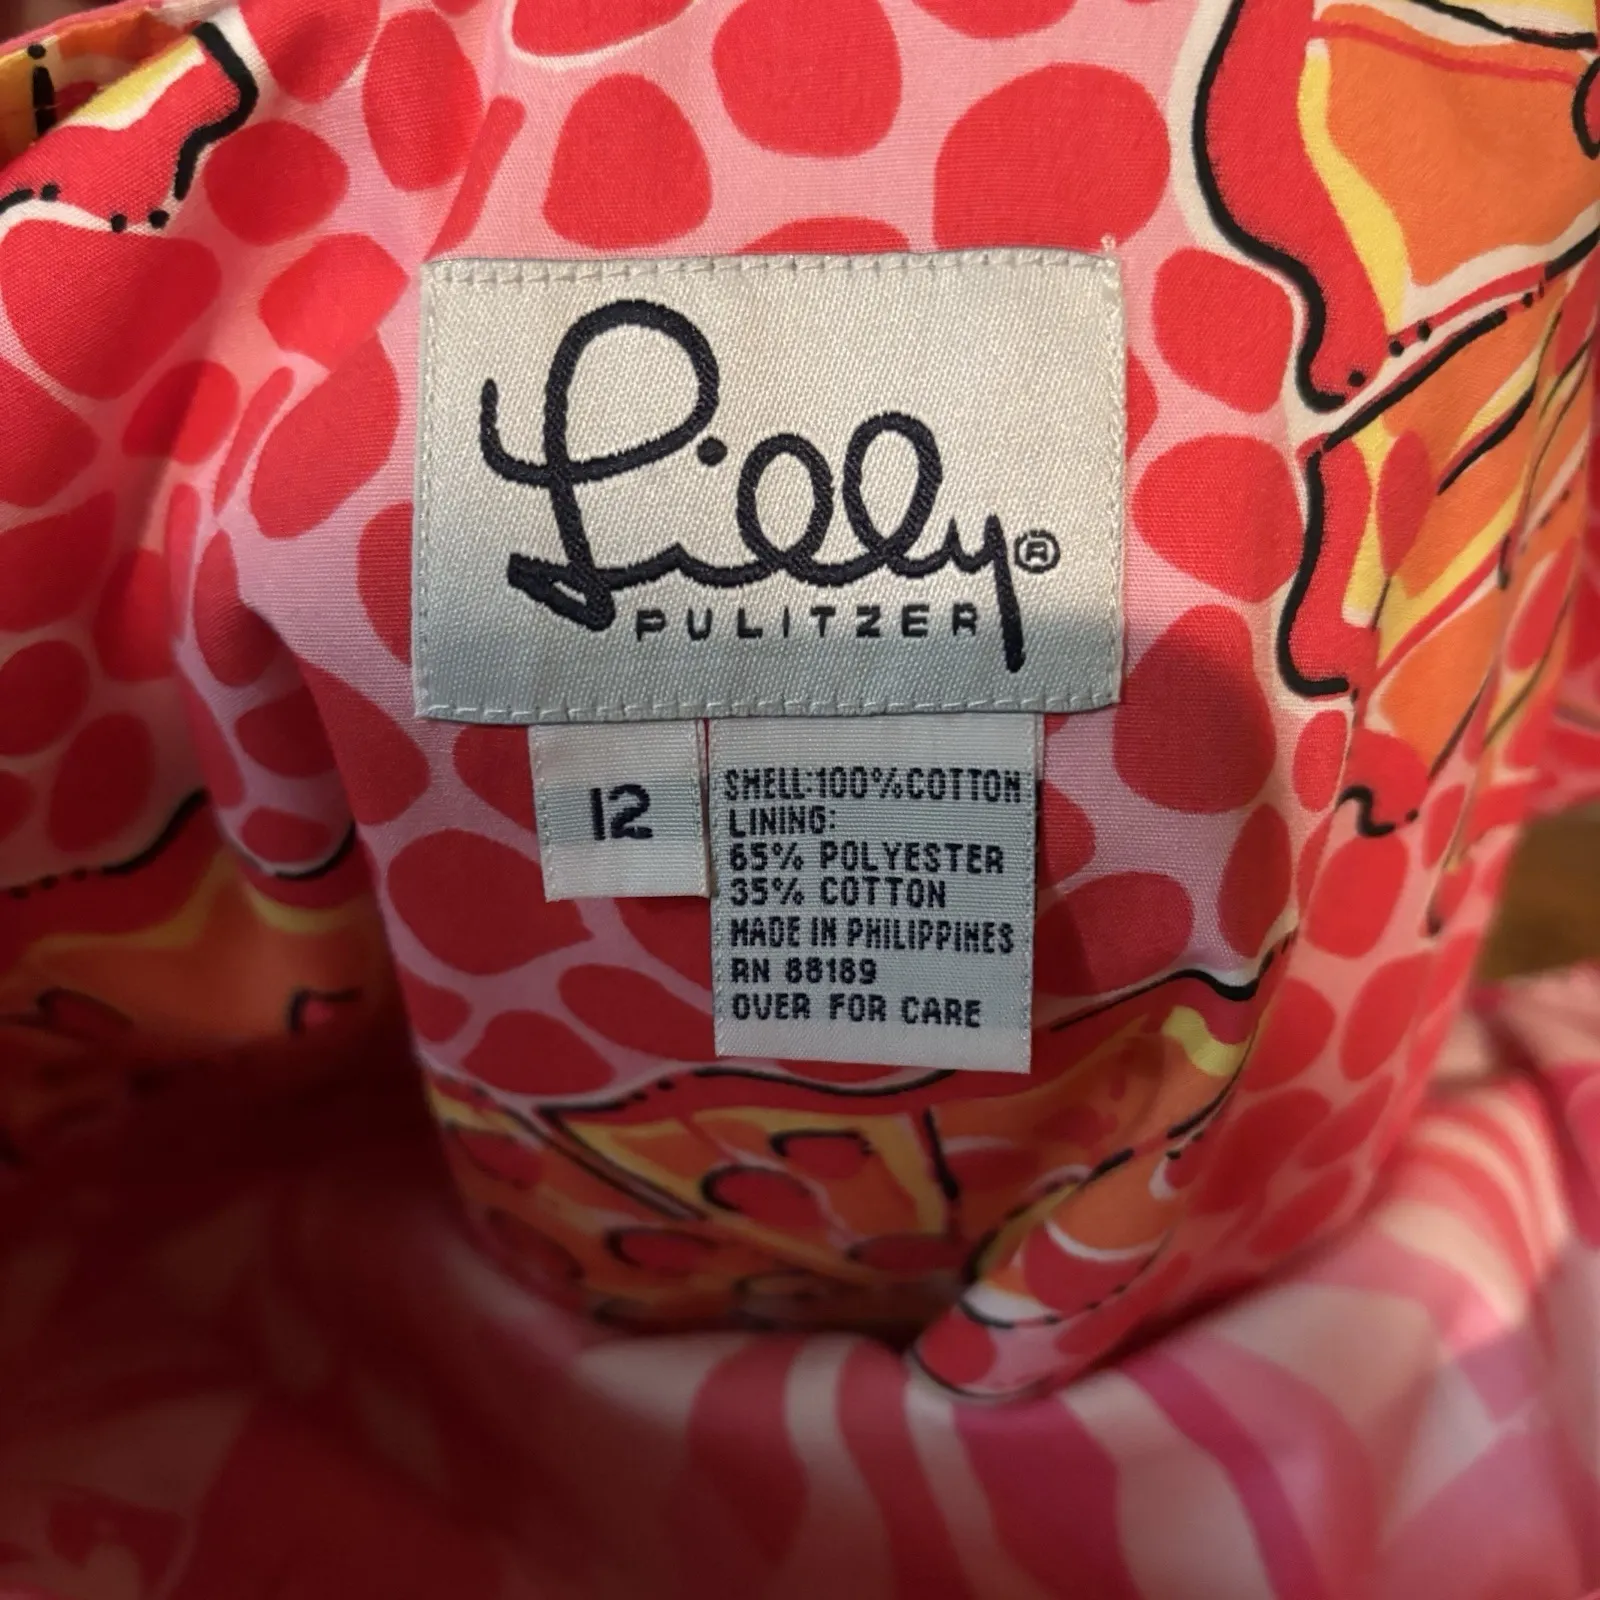 Lilly®
PULITZER
12
SHELL:100%COTTON
LINING:
65% POLYESTER
35% COTTON
MADE IN PHILIPPINES
RN 88189
OVER FOR CARE